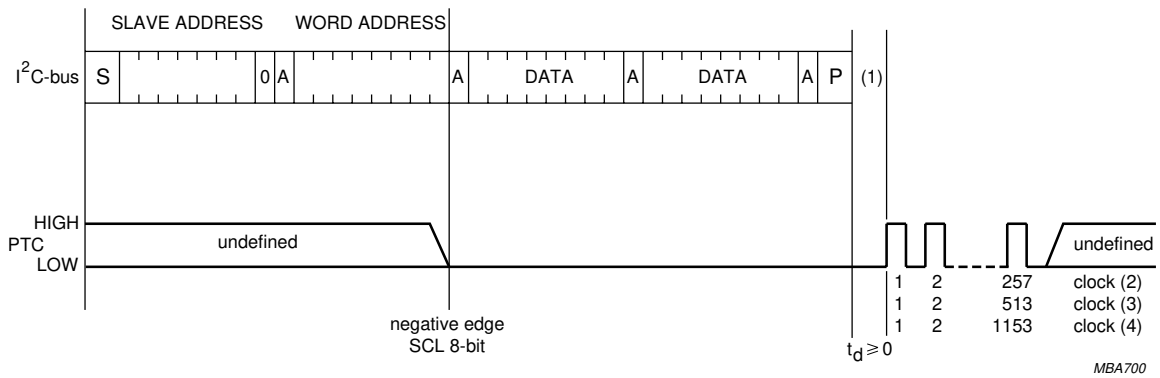 SLAVE ADDRESS WORD ADDRESS
I²C-bus S 0 A A DATA A DATA A P (1)
HIGH
PTC undefined undefined
LOW
1 2 257 clock (2)
1 2 513 clock (3)
1 2 1153 clock (4)
negative edge
SCL 8-bit
t_d ⩾ 0
MBA700